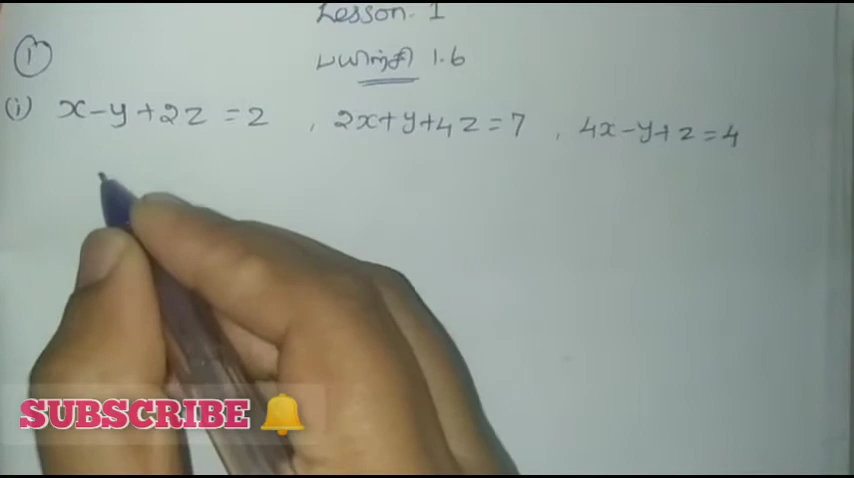 Lesson. 1
① பயிற்சி 1.6
(i) x-y+2z=2 , 2x+y+4z=7 , 4x-y+z=4
SUBSCRIBE